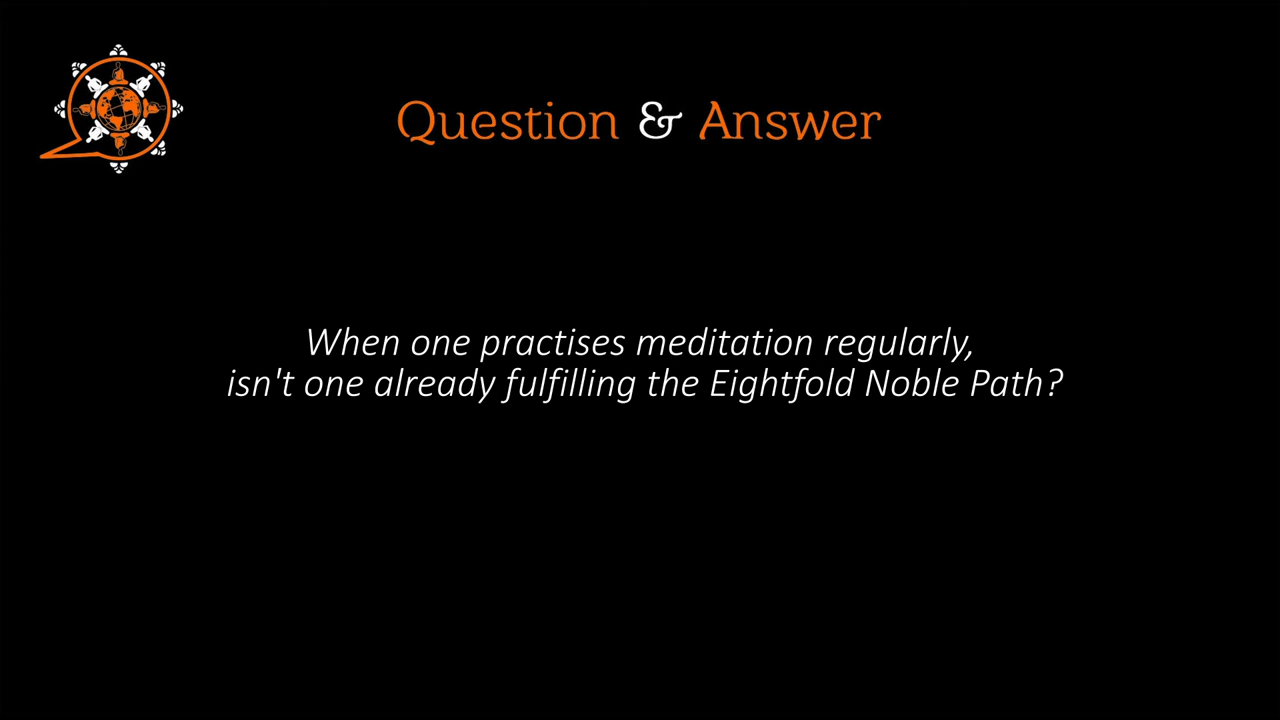 Question & Answer
When one practises meditation regularly,
isn't one already fulfilling the Eightfold Noble Path?